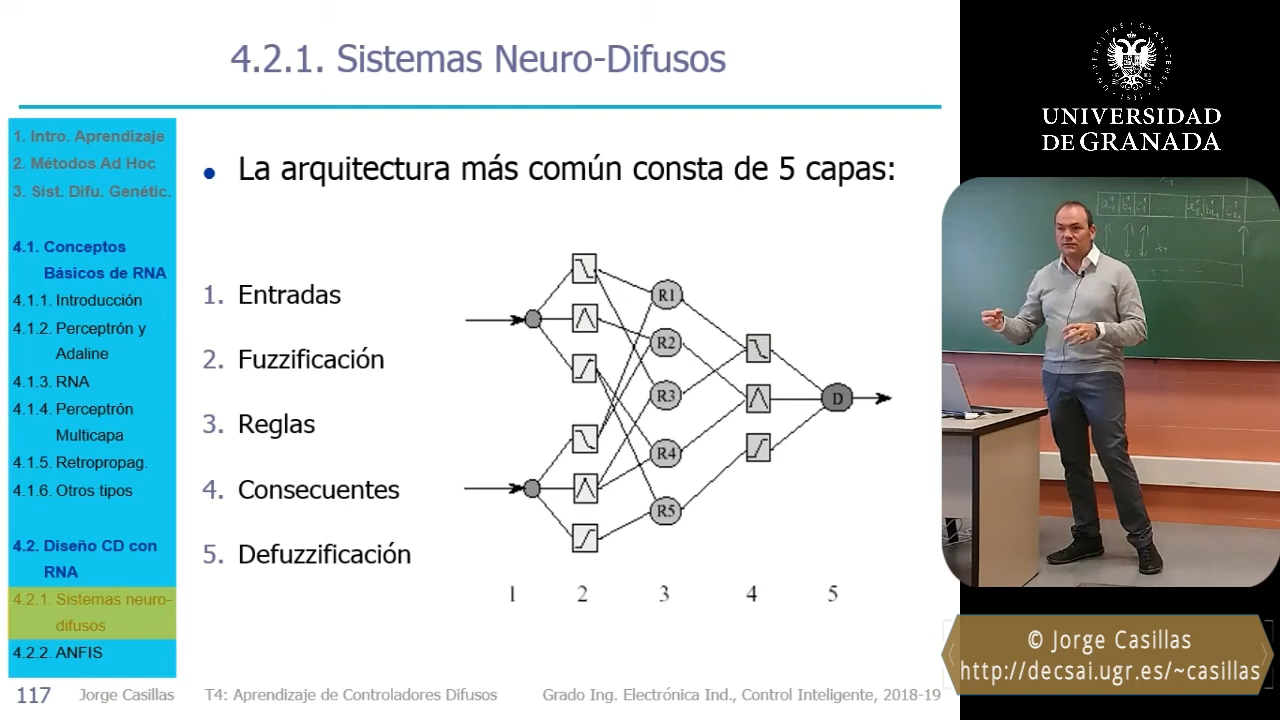 4.2.1. Sistemas Neuro-Difusos
1. Intro. Aprendizaje
2. Métodos Ad Hoc
3. Sist. Difu. Genétic.
4.1. Conceptos
Básicos de RNA
4.1.1. Introducción
4.1.2. Perceptrón y
Adaline
4.1.3. RNA
4.1.4. Perceptrón
Multicapa
4.1.5. Retropropag.
4.1.6. Otros tipos
4.2. Diseño CD con
RNA
4.2.1. Sistemas neuro-
difusos
4.2.2. ANFIS
• La arquitectura más común consta de 5 capas:
1. Entradas
2. Fuzzificación
3. Reglas
4. Consecuentes
5. Defuzzificación
R1
R2
R3
R4
R5
D
1 2 3 4 5
117 Jorge Casillas T4: Aprendizaje de Controladores Difusos Grado Ing. Electrónica Ind., Control Inteligente, 2018-19
UNIVERSIDAD
DE GRANADA
© Jorge Casillas
http://decsai.ugr.es/~casillas